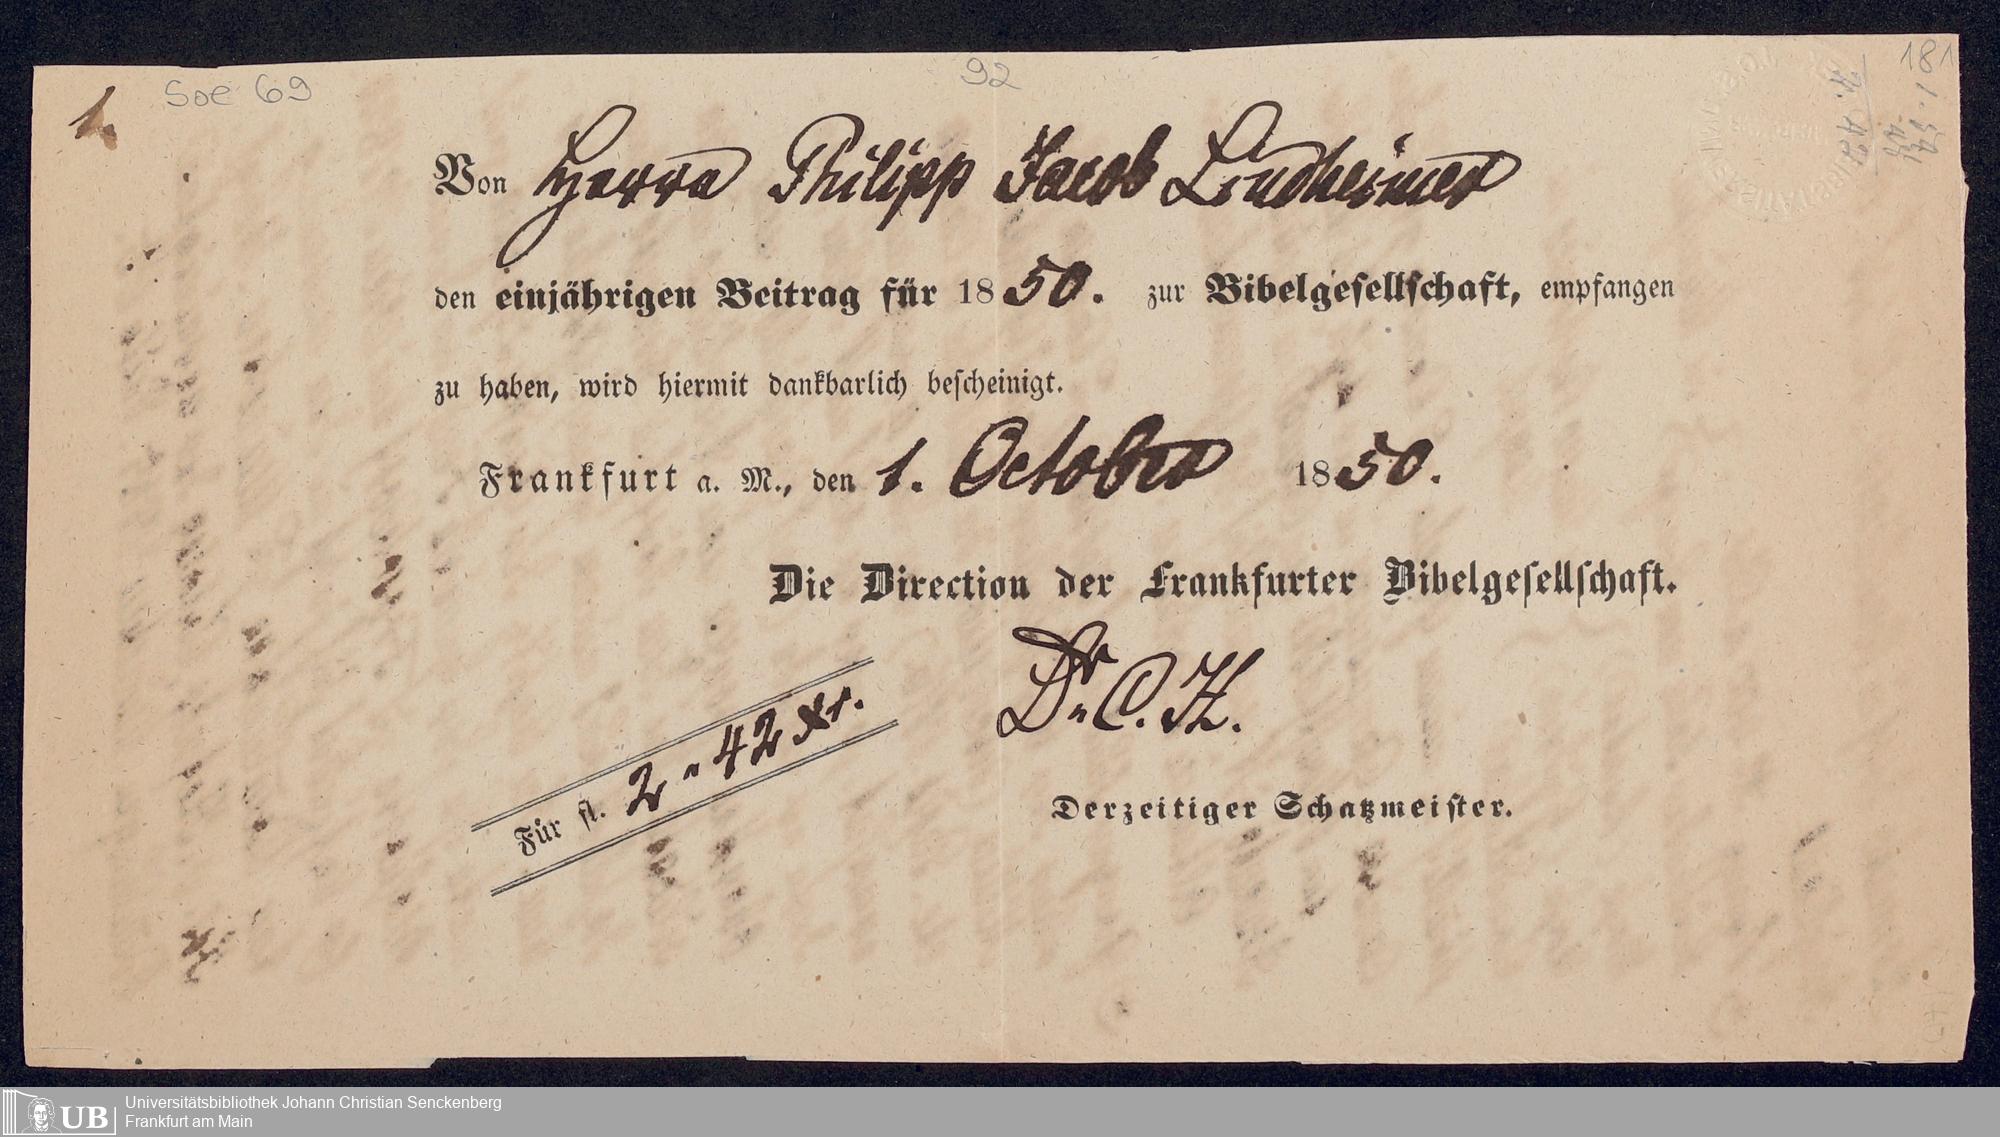 Soe 69
92
181
1.
Von Herrn Philipp Jacob Lindheimer
den einjährigen Beitrag für 1850. zur Bibelgesellschaft, empfangen
zu haben, wird hiermit dankbarlich bescheinigt.
Frankfurt a. M., den 1. October 1850.
Die Direction der Frankfurter Bibelgesellschaft.
Dr. C. H.
Für fl. 2 " 42 xr.
Derzeitiger Schatzmeister.
UB
Universitätsbibliothek Johann Christian Senckenberg
Frankfurt am Main